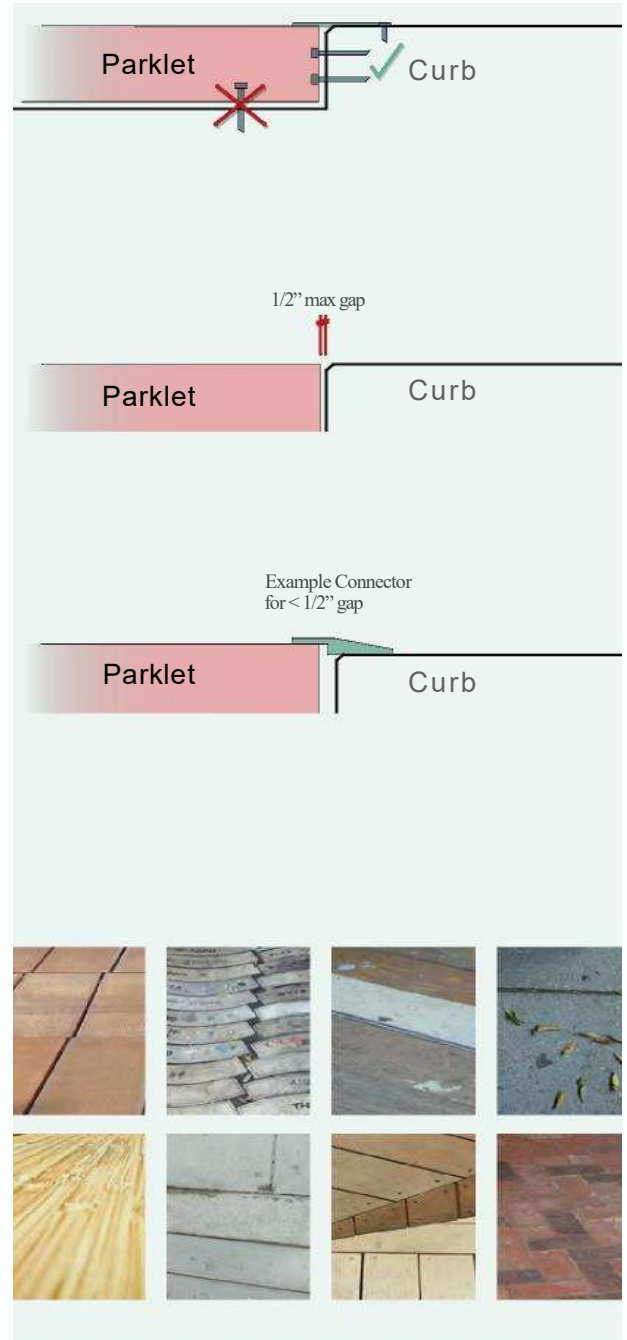 Parklet
Curb
1/2” max gap
Parklet
Curb
Example Connector
for < 1/2” gap
Parklet
Curb